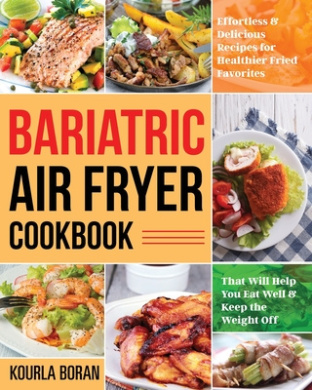 Effortless &
Delicious
Recipes for
Healthier Fried
Favorites
BARIATRIC
AIR FRYER
COOKBOOK
That Will Help
You Eat Well &
Keep the
Weight Off
KOURLA BORAN